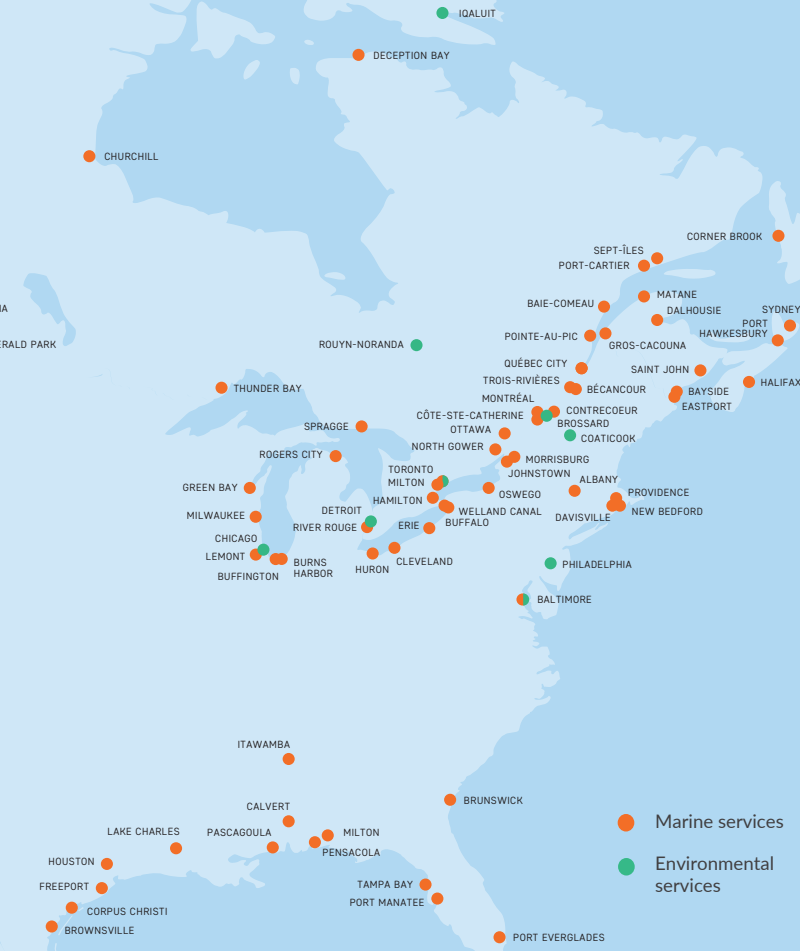 IQALUIT
DECEPTION BAY
CHURCHILL
CORNER BROOK
SEPT-ÎLES
PORT-CARTIER
MATANE
BAIE-COMEAU
DALHOUSIE
SYDNEY
PORT
HAWKESBURY
POINTE-AU-PIC
GROS-CACOUNA
ERALD PARK
ROUYN-NORANDA
QUÉBEC CITY
SAINT JOHN
TROIS-RIVIÈRES
BÉCANCOUR
HALIFAX
THUNDER BAY
BAYSIDE
EASTPORT
MONTRÉAL
CONTRECOEUR
CÔTE-STE-CATHERINE
BROSSARD
SPRAGGE
OTTAWA
COATICOOK
NORTH GOWER
ROGERS CITY
MORRISBURG
JOHNSTOWN
TORONTO
MILTON
ALBANY
GREEN BAY
OSWEGO
PROVIDENCE
HAMILTON
WELLAND CANAL
NEW BEDFORD
DETROIT
MILWAUKEE
DAVISVILLE
BUFFALO
RIVER ROUGE
ERIE
CHICAGO
LEMONT
BURNS
HARBOR
CLEVELAND
PHILADELPHIA
HURON
BUFFINGTON
BALTIMORE
ITAWAMBA
BRUNSWICK
CALVERT
LAKE CHARLES
PASCAGOULA
MILTON
PENSACOLA
HOUSTON
FREEPORT
TAMPA BAY
PORT MANATEE
CORPUS CHRISTI
BROWNSVILLE
PORT EVERGLADES
Marine services
Environmental
services